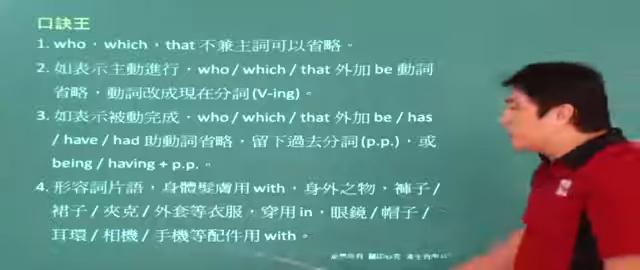 口訣王
1. who,which,that 不兼主詞可以省略。
2. 如表示主動進行,who / which / that 外加 be 動詞
省略,動詞改成現在分詞(V-ing)。
3. 如表示被動完成,who / which / that 外加 be / has
/ have / had 助動詞省略,留下過去分詞(p.p.),或
being / having + p.p.。
4. 形容詞片語,身體髮膚用 with,身外之物,褲子 /
裙子 / 夾克 / 外套等衣服,穿用 in,眼鏡 / 帽子 /
耳環 / 相機 / 手機等配件用 with。